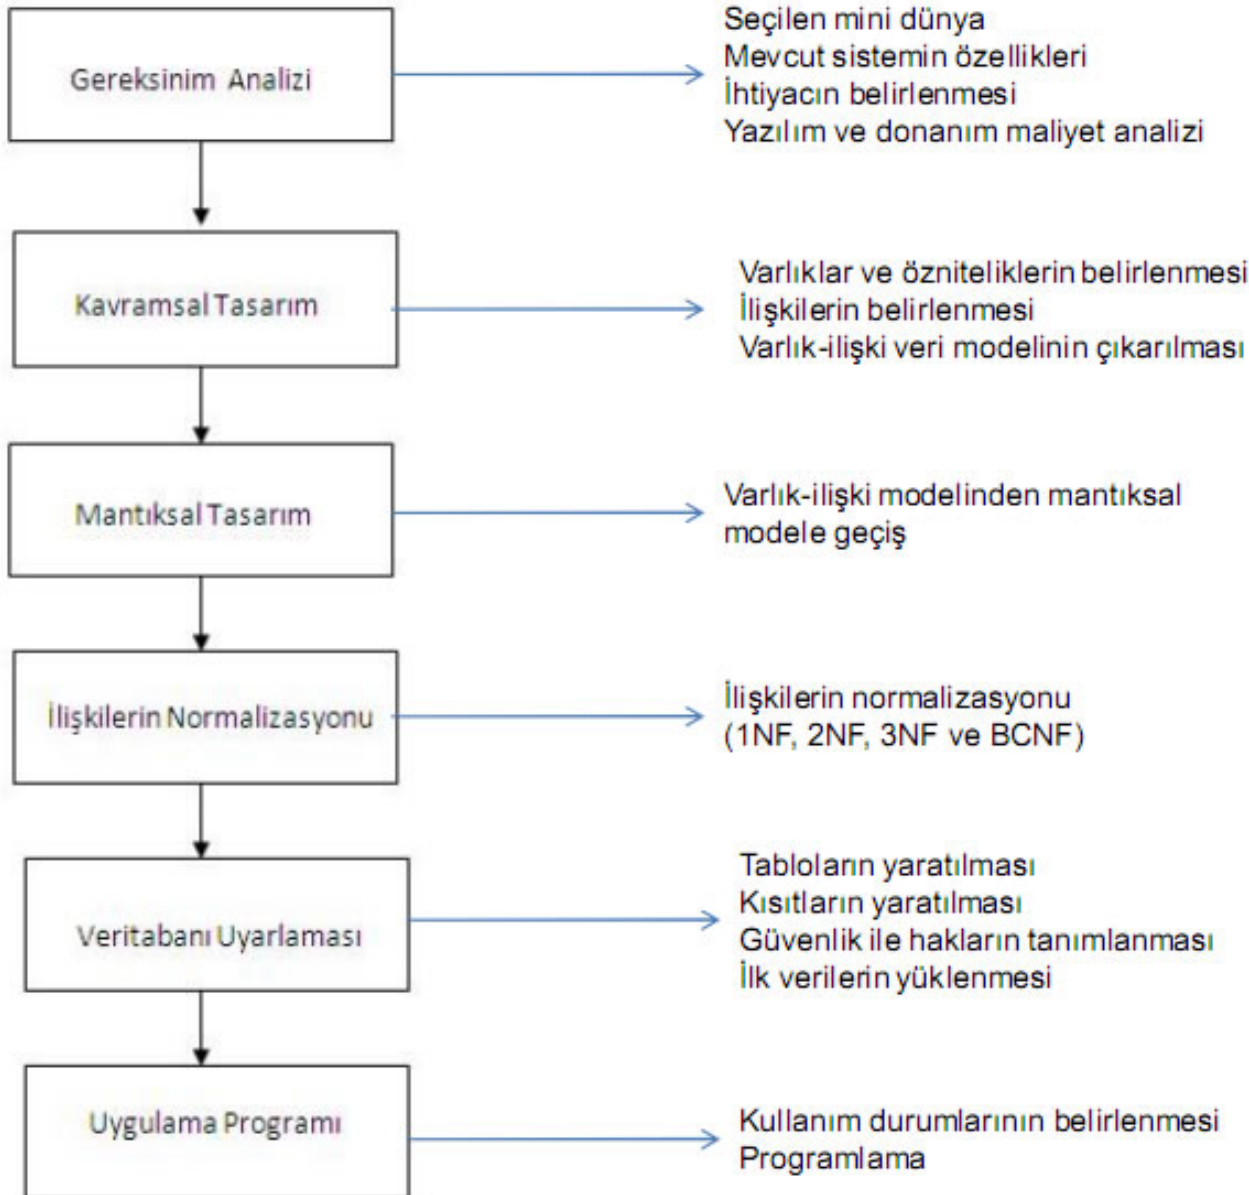 Gereksinim Analizi
Seçilen mini dünya
Mevcut sistemin özellikleri
İhtiyacın belirlenmesi
Yazılım ve donanım maliyet analizi
Kavramsal Tasarım
Varlıklar ve özniteliklerin belirlenmesi
İlişkilerin belirlenmesi
Varlık-ilişki veri modelinin çıkarılması
Mantıksal Tasarım
Varlık-ilişki modelinden mantıksal
modele geçiş
İlişkilerin Normalizasyonu
İlişkilerin normalizasyonu
(1NF, 2NF, 3NF ve BCNF)
Veritabanı Uyarlaması
Tabloların yaratılması
Kısıtların yaratılması
Güvenlik ile hakların tanımlanması
İlk verilerin yüklenmesi
Uygulama Programı
Kullanım durumlarının belirlenmesi
Programlama